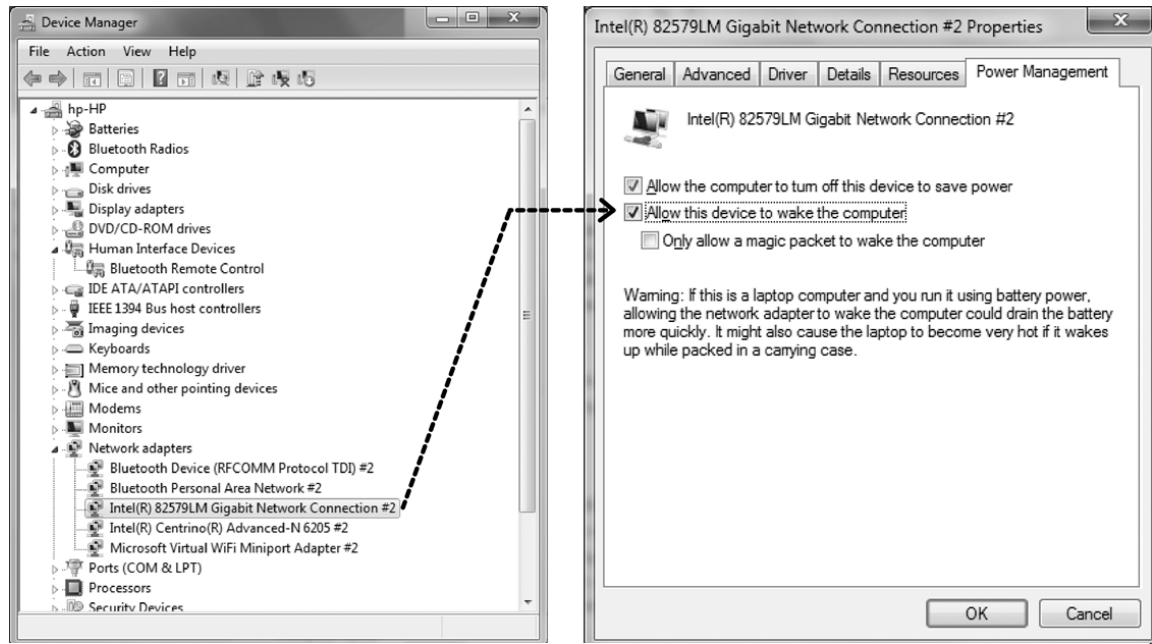 Device Manager
File Action View Help
hp-HP
Batteries
Bluetooth Radios
Computer
Disk drives
Display adapters
DVD/CD-ROM drives
Human Interface Devices
Bluetooth Remote Control
IDE ATA/ATAPI controllers
IEEE 1394 Bus host controllers
Imaging devices
Keyboards
Memory technology driver
Mice and other pointing devices
Modems
Monitors
Network adapters
Bluetooth Device (RFCOMM Protocol TDI) #2
Bluetooth Personal Area Network #2
Intel(R) 82579LM Gigabit Network Connection #2
Intel(R) Centrino(R) Advanced-N 6205 #2
Microsoft Virtual WiFi Miniport Adapter #2
Ports (COM & LPT)
Processors
Security Devices
Intel(R) 82579LM Gigabit Network Connection #2 Properties
General Advanced Driver Details Resources Power Management
Intel(R) 82579LM Gigabit Network Connection #2
Allow the computer to turn off this device to save power
Allow this device to wake the computer
Only allow a magic packet to wake the computer
Warning: If this is a laptop computer and you run it using battery power,
allowing the network adapter to wake the computer could drain the battery
more quickly. It might also cause the laptop to become very hot if it wakes
up while packed in a carrying case.
OK Cancel